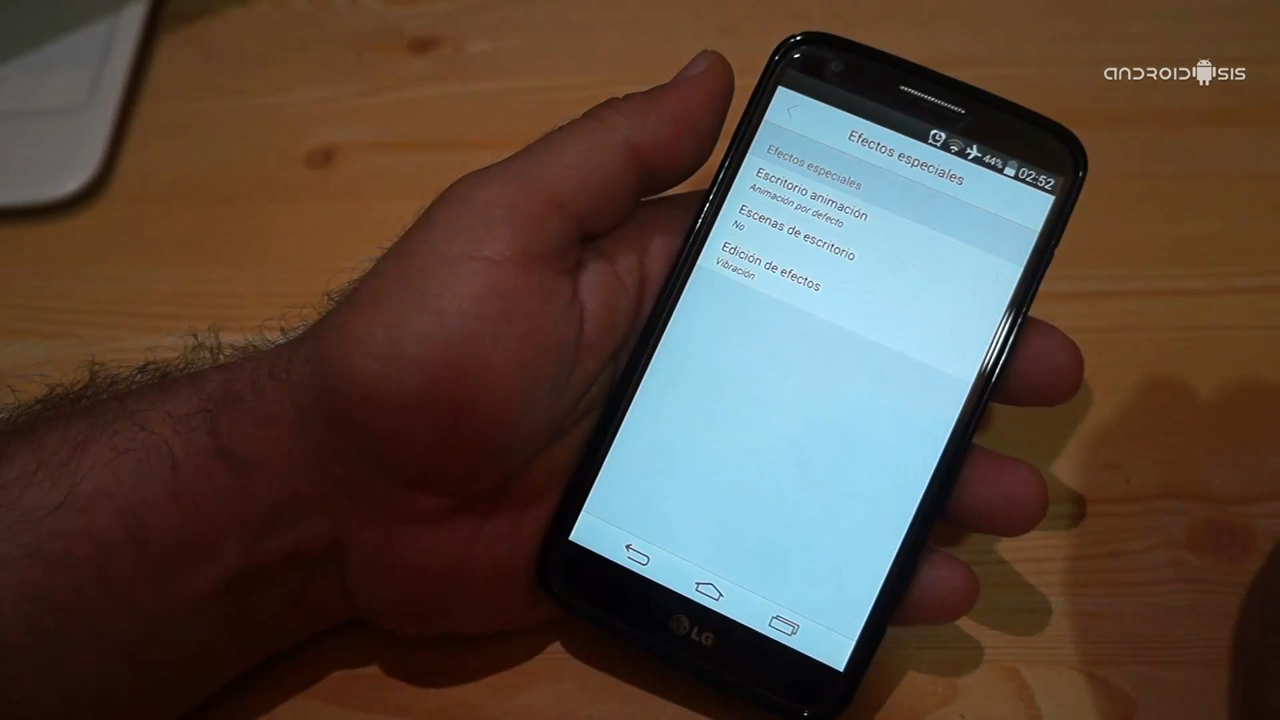 ANDROIDSIS
44% 02:52
Efectos especiales
Efectos especiales
Escritorio animación
Animación por defecto
Escenas de escritorio
No
Edición de efectos
Vibración
LG